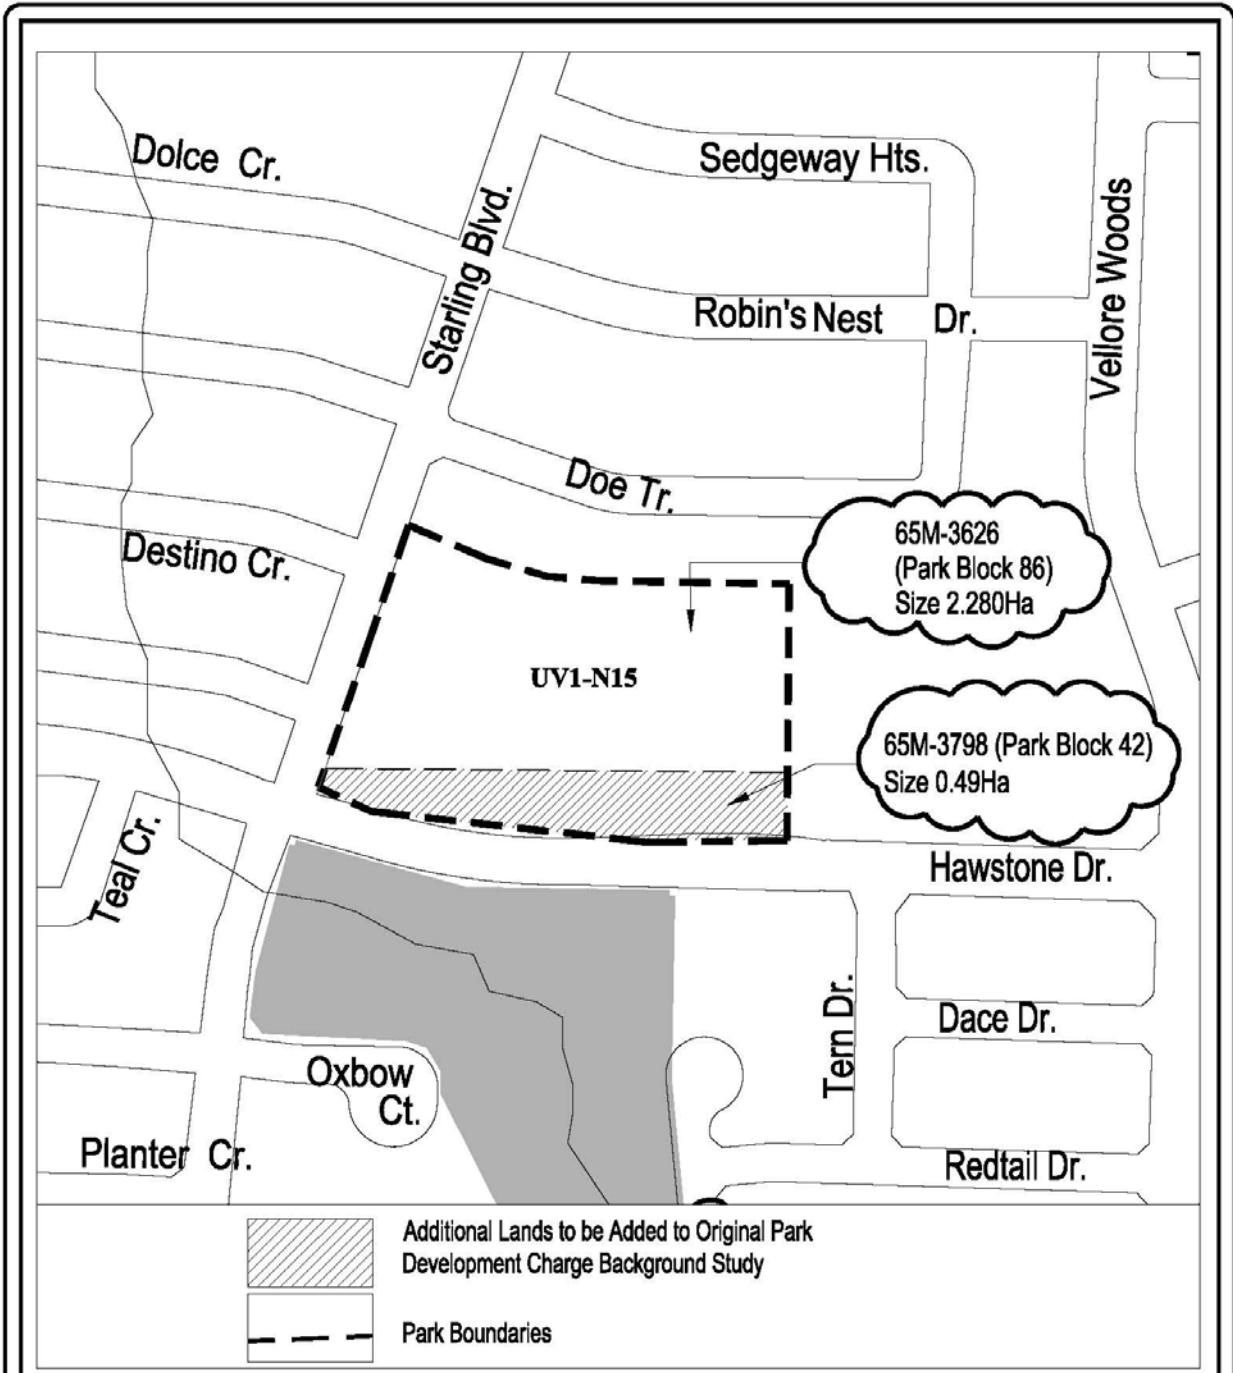 Dolce Cr.
Sedgeway Hts.
Starling Blvd.
Vellore Woods
Robin's Nest Dr.
Doe Tr.
65M-3626
(Park Block 86)
Size 2.280Ha
Destino Cr.
UV1-N15
65M-3798 (Park Block 42)
Size 0.49Ha
Teal Cr.
Hawstone Dr.
Tern Dr.
Dace Dr.
Oxbow
Ct.
Planter Cr.
Redtail Dr.
Additional Lands to be Added to Original Park
Development Charge Background Study
Park Boundaries